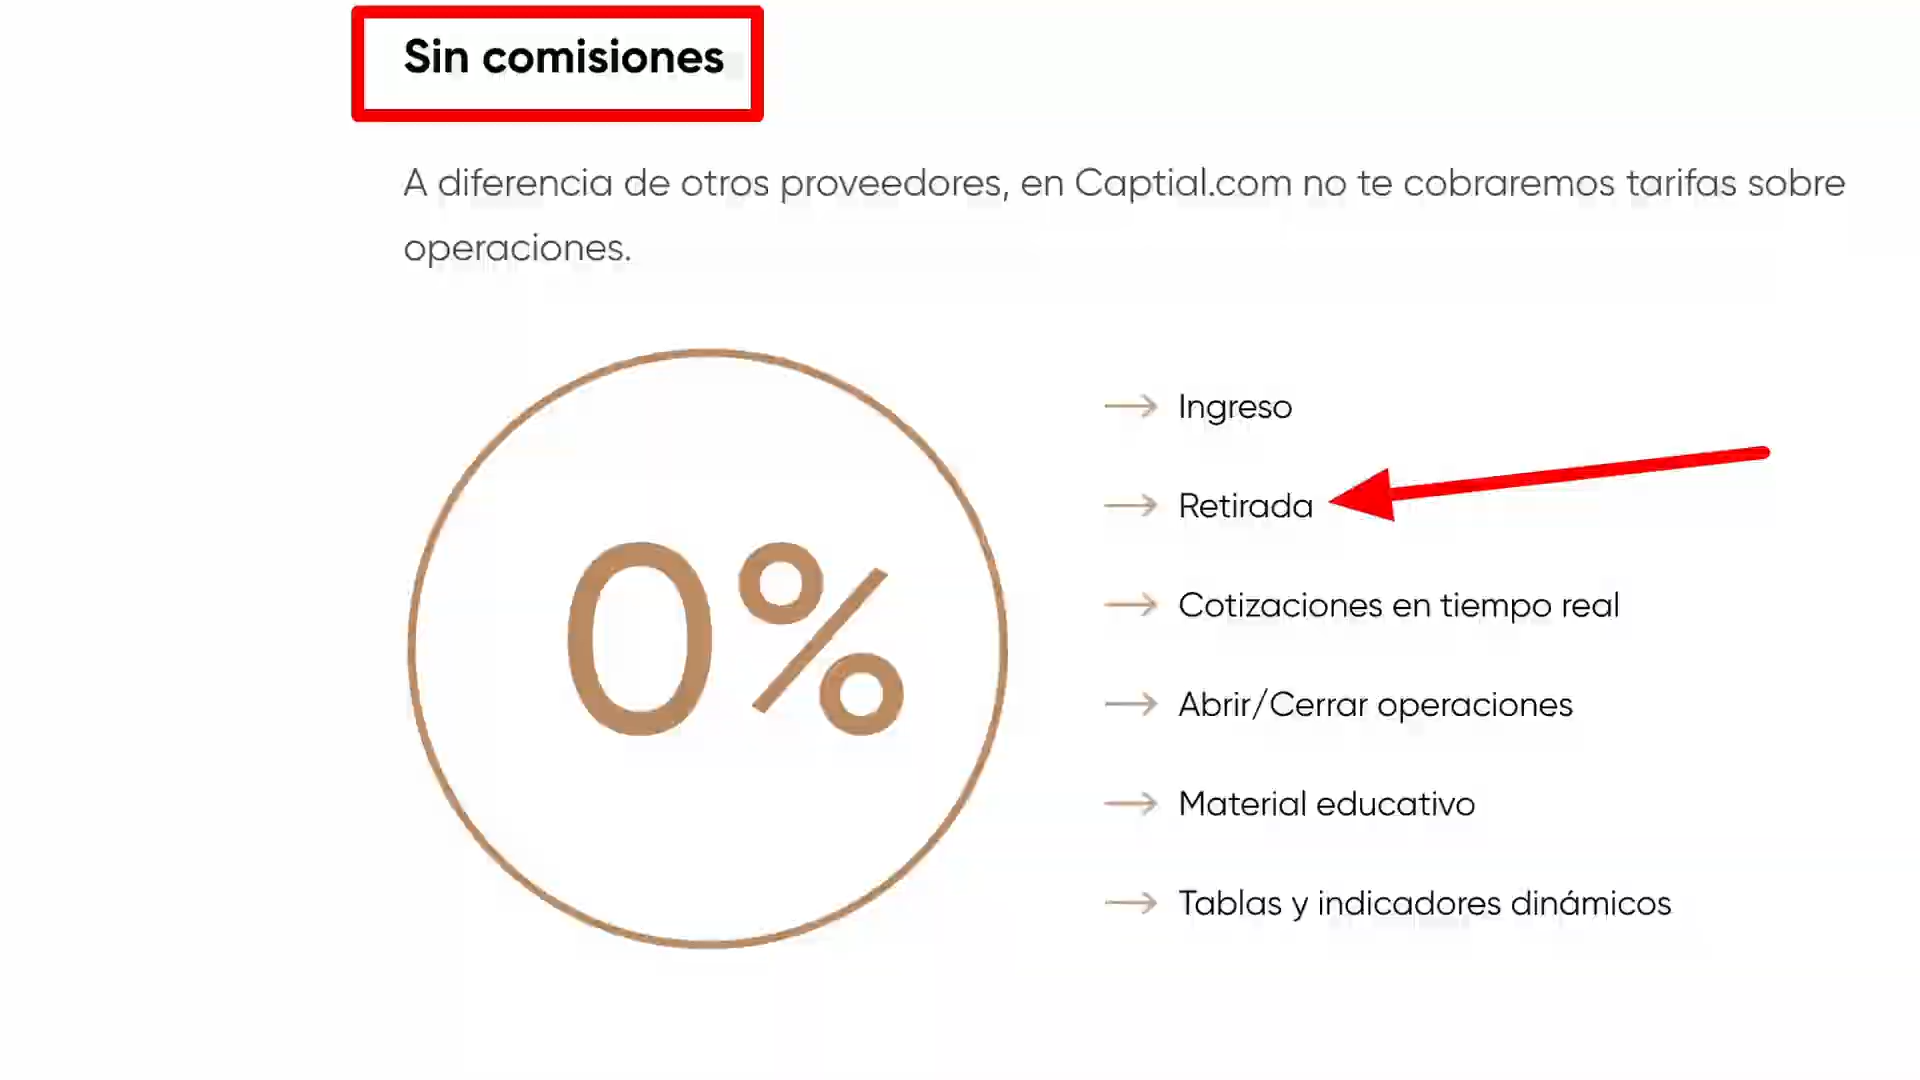 Sin comisiones
A diferencia de otros proveedores, en Captial.com no te cobraremos tarifas sobre
operaciones.
0%
Ingreso
Retirada
Cotizaciones en tiempo real
Abrir/Cerrar operaciones
Material educativo
Tablas y indicadores dinámicos